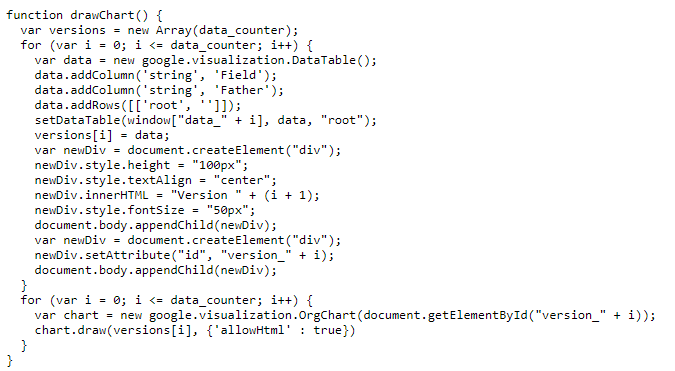 function drawChart() {
  var versions = new Array(data_counter);
  for (var i = 0; i <= data_counter; i++) {
    var data = new google.visualization.DataTable();
    data.addColumn('string', 'Field');
    data.addColumn('string', 'Father');
    data.addRows([['root', '']]);
    setDataTable(window["data_" + i], data, "root");
    versions[i] = data;
    var newDiv = document.createElement("div");
    newDiv.style.height = "100px";
    newDiv.style.textAlign = "center";
    newDiv.innerHTML = "Version " + (i + 1);
    newDiv.style.fontSize = "50px";
    document.body.appendChild(newDiv);
    var newDiv = document.createElement("div");
    newDiv.setAttribute("id", "version_" + i);
    document.body.appendChild(newDiv);
  }
  for (var i = 0; i <= data_counter; i++) {
    var chart = new google.visualization.OrgChart(document.getElementById("version_" + i));
    chart.draw(versions[i], {'allowHtml' : true})
  }
}